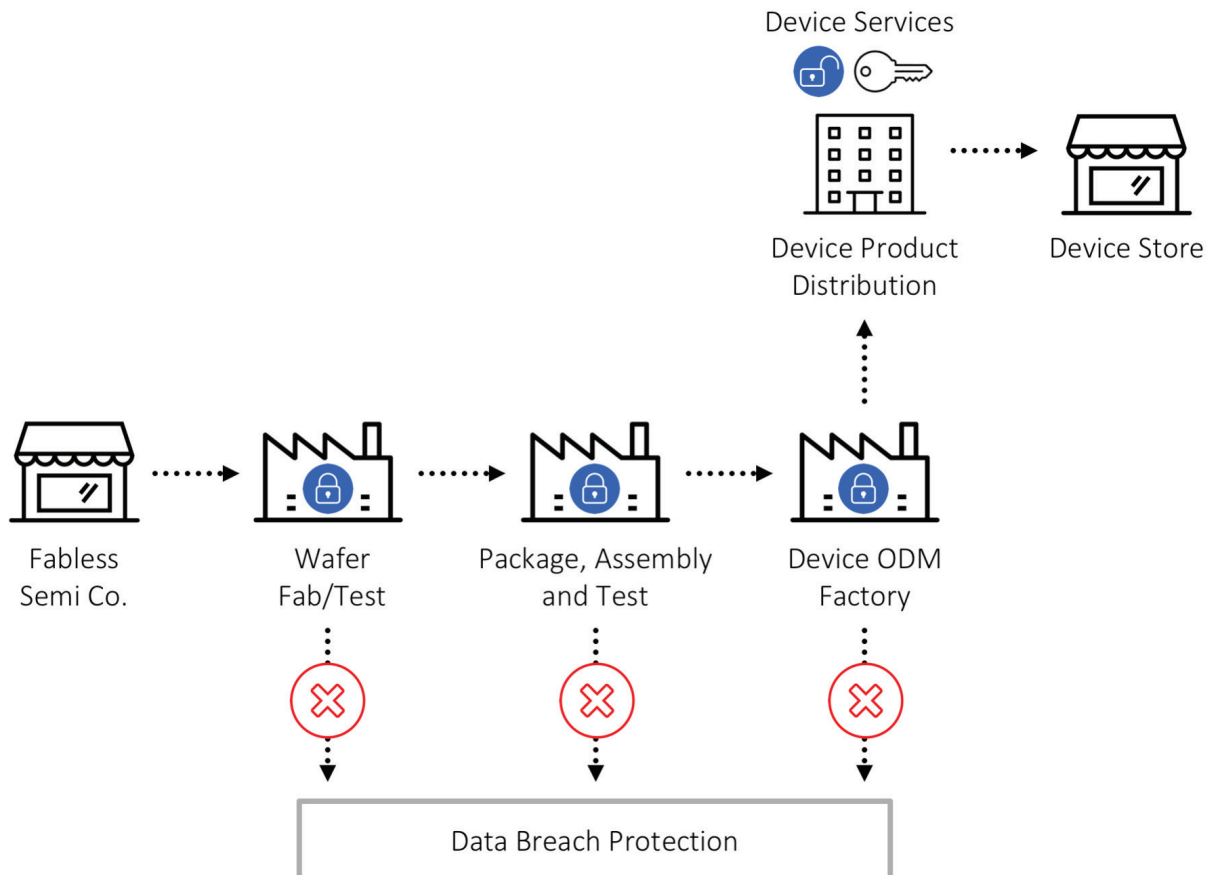 Device Services
Device Product
Distribution
Device Store
Fabless
Semi Co.
Wafer
Fab/Test
Package, Assembly
and Test
Device ODM
Factory
Data Breach Protection